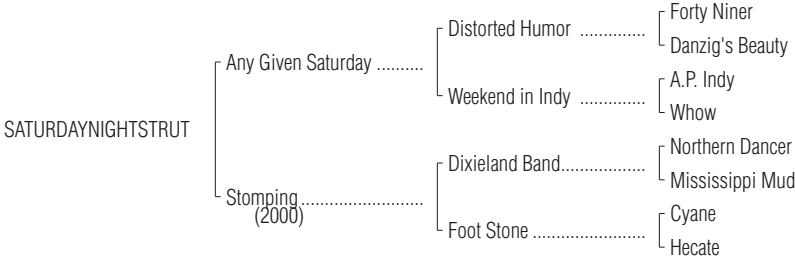 Forty Niner
Distorted Humor ..............
Danzig's Beauty
Any Given Saturday ..........
A.P. Indy
Weekend in Indy ..............
Whow
SATURDAYNIGHTSTRUT
Northern Dancer
Dixieland Band..................
Mississippi Mud
Stomping..........................
(2000)
Cyane
Foot Stone ........................
Hecate